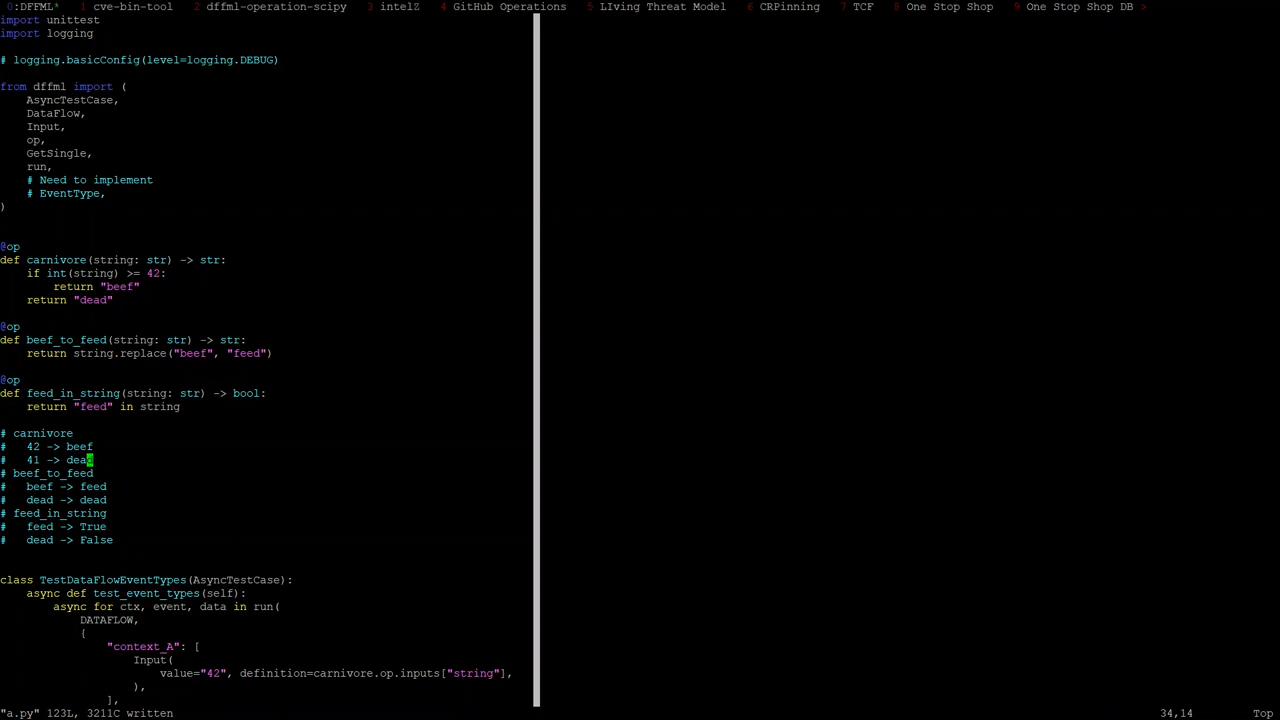 0:DFFML* 1 cve-bin-tool 2 dffml-operation-scipy 3 intelZ 4 GitHub Operations 5 LIving Threat Model 6 CRPinning 7 TCF 8 One Stop Shop 9 One Stop Shop DB >
import unittest
import logging
# logging.basicConfig(level=logging.DEBUG)
from dffml import (
    AsyncTestCase,
    DataFlow,
    Input,
    op,
    GetSingle,
    run,
    # Need to implement
    # EventType,
)
@op
def carnivore(string: str) -> str:
    if int(string) >= 42:
        return "beef"
    return "dead"
@op
def beef_to_feed(string: str) -> str:
    return string.replace("beef", "feed")
@op
def feed_in_string(string: str) -> bool:
    return "feed" in string
# carnivore
#   42 -> beef
#   41 -> dead
# beef_to_feed
#   beef -> feed
#   dead -> dead
# feed_in_string
#   feed -> True
#   dead -> False
class TestDataFlowEventTypes(AsyncTestCase):
    async def test_event_types(self):
        async for ctx, event, data in run(
            DATAFLOW,
            {
                "context_A": [
                    Input(
                        value="42", definition=carnivore.op.inputs["string"],
                    ),
                ],
"a.py" 123L, 3211C written 34,14 Top